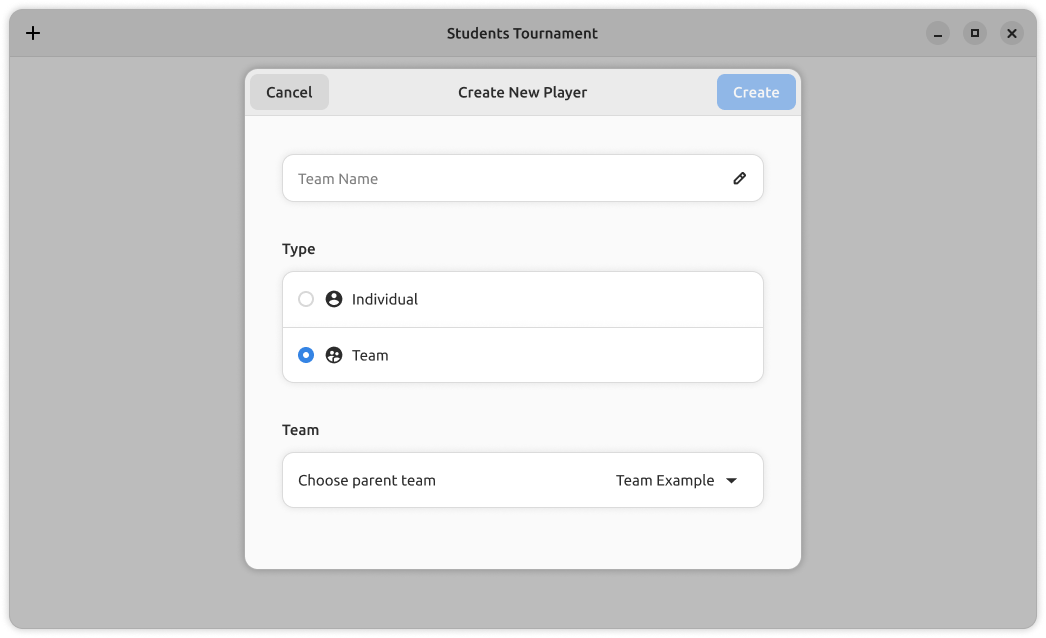 Students Tournament
Cancel
Create New Player
Create
Team Name
Type
Individual
Team
Team
Choose parent team
Team Example